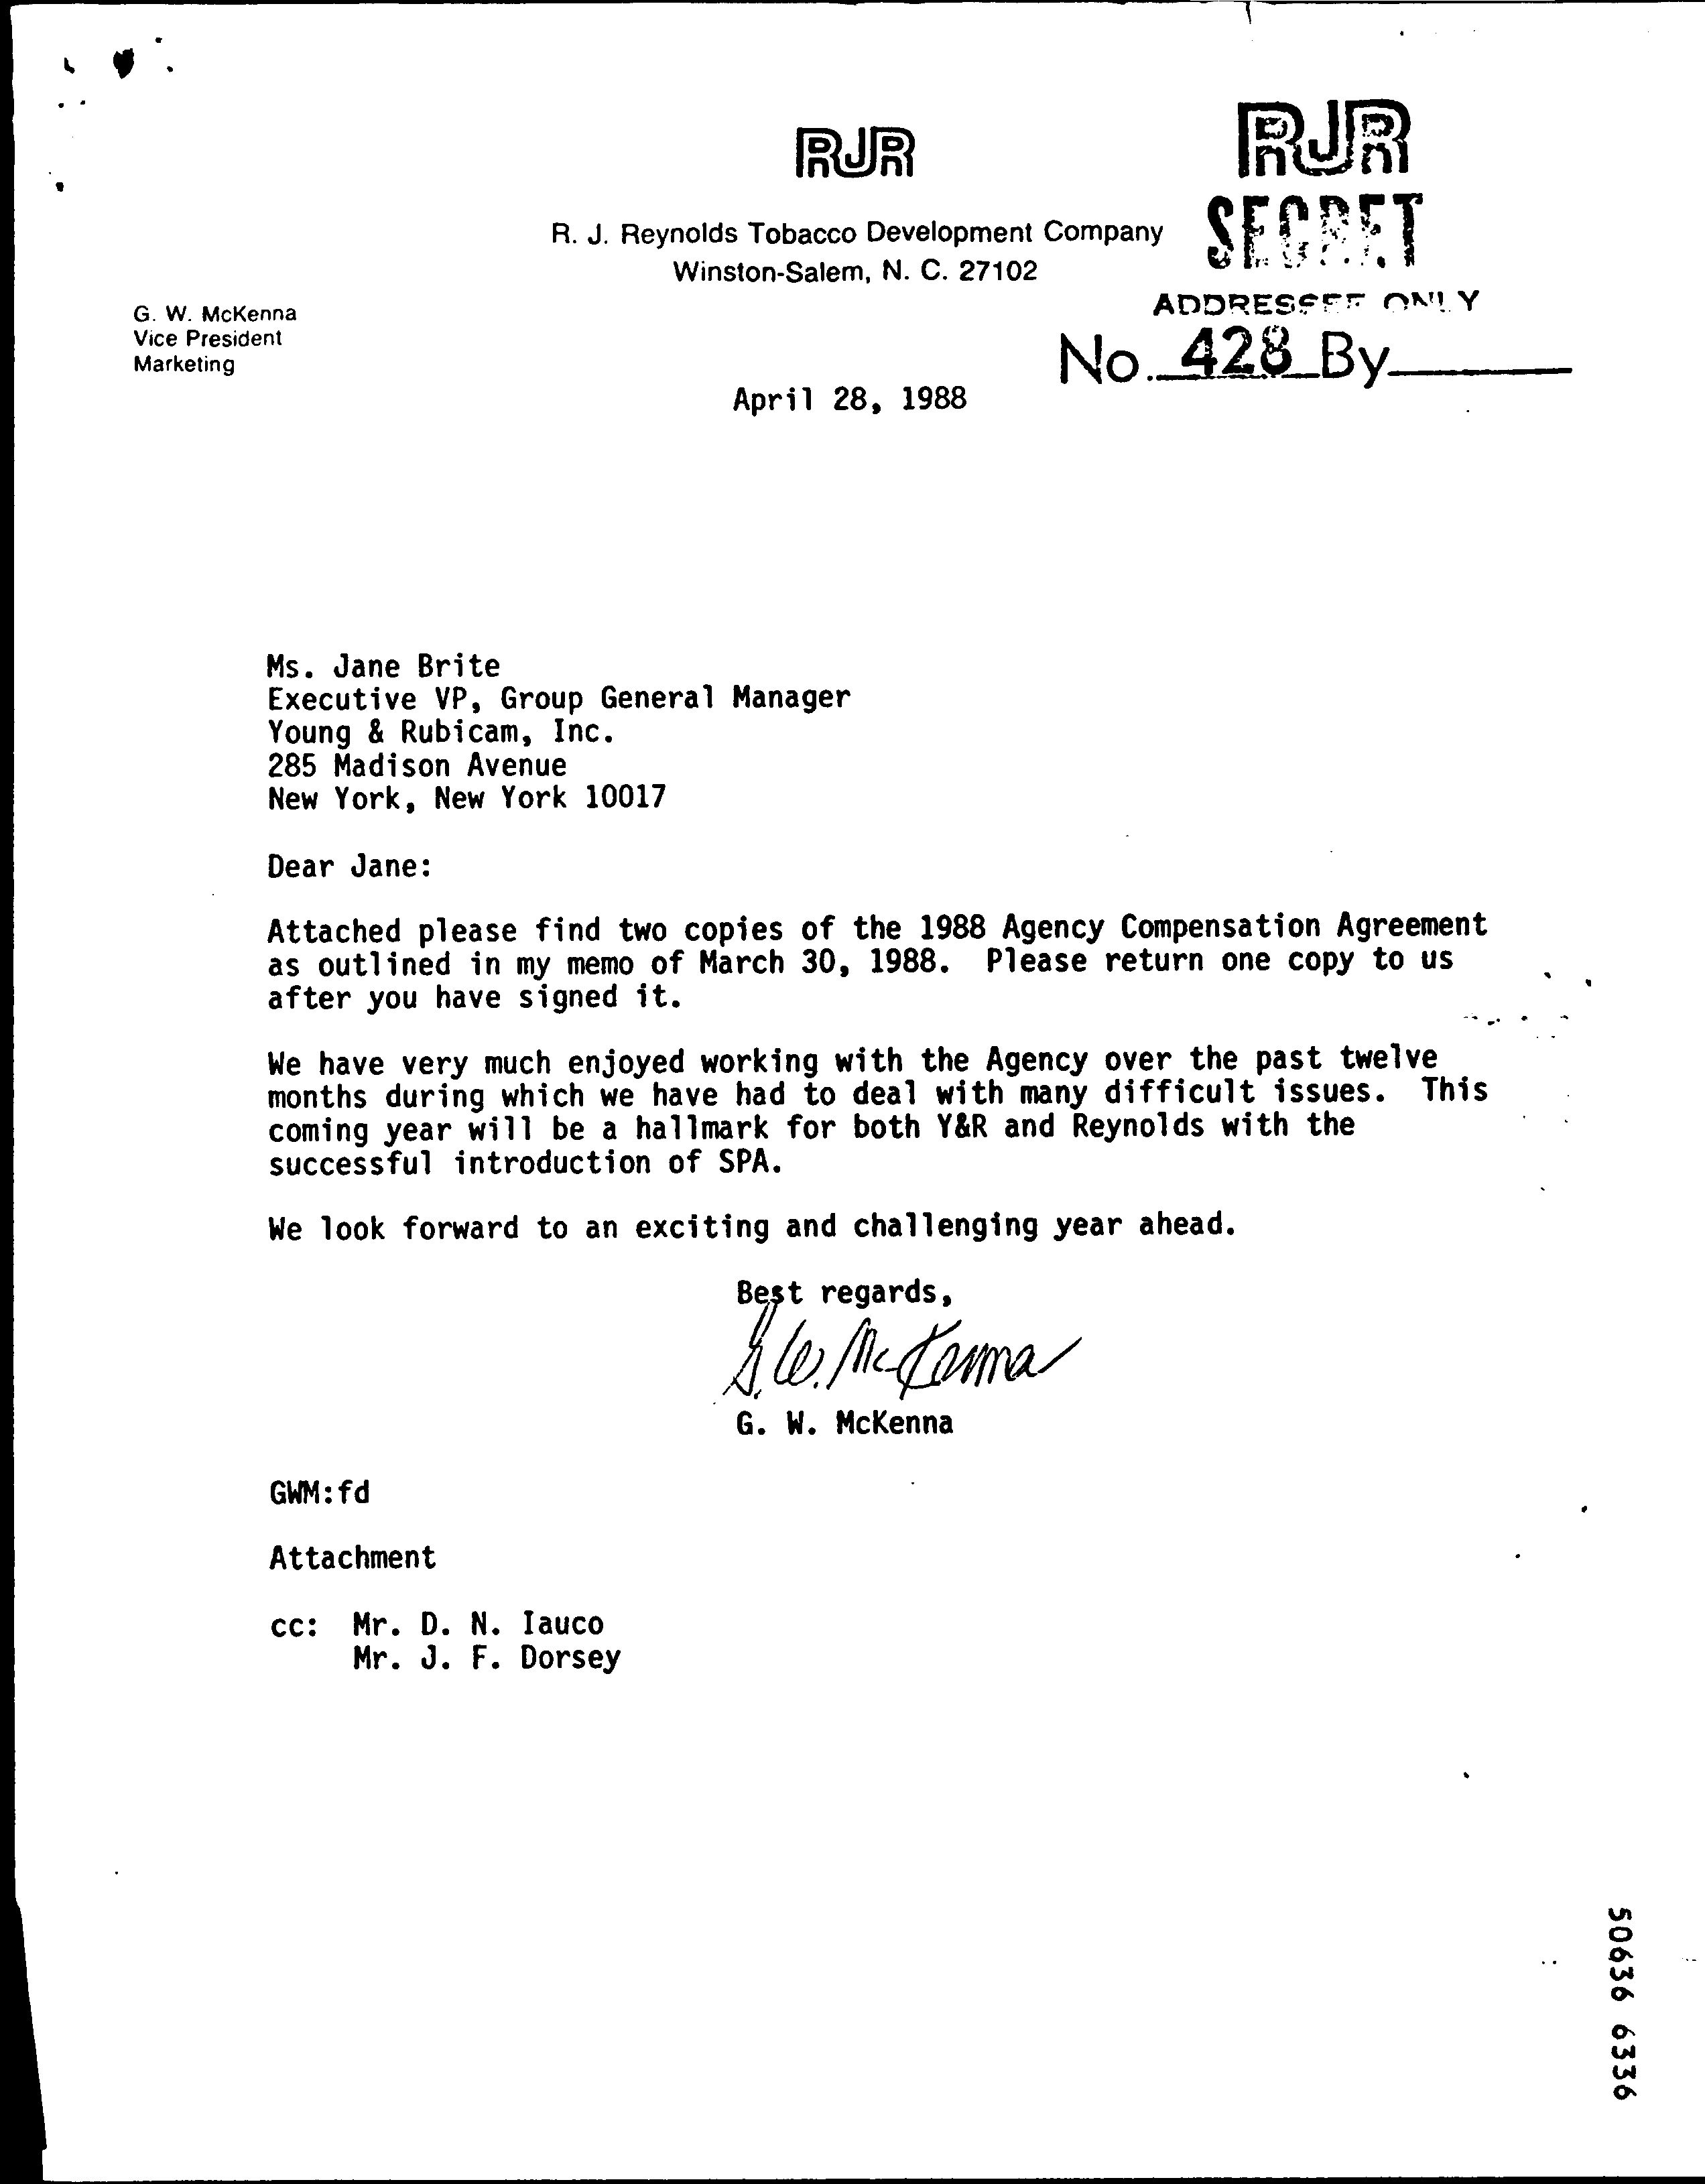 RJR
RJR
SECRET
R. J. Reynolds Tobacco Development Company
Winston-Salem, N. C. 27102
ADDRESSEE ONLY
G. W. McKenna
Vice President
Marketing
No. 428 By
April 28, 1988
Ms. Jane Brite
Executive VP, Group General Manager
Young & Rubicam, Inc.
285 Madison Avenue
New York, New York 10017
Dear Jane:
Attached please find two copies of the 1988 Agency Compensation Agreement
as outlined in my memo of March 30, 1988. Please return one copy to us
after you have signed it.
We have very much enjoyed working with the Agency over the past twelve
months during which we have had to deal with many difficult issues. This
coming year will be a hallmark for both Y&R and Reynolds with the
successful introduction of SPA.
We look forward to an exciting and challenging year ahead.
Best regards,
G. W. McKenna
G. W. McKenna
GWM:fd
Attachment
cc: Mr. D. N. Iauco
Mr. J. F. Dorsey
50636 6336